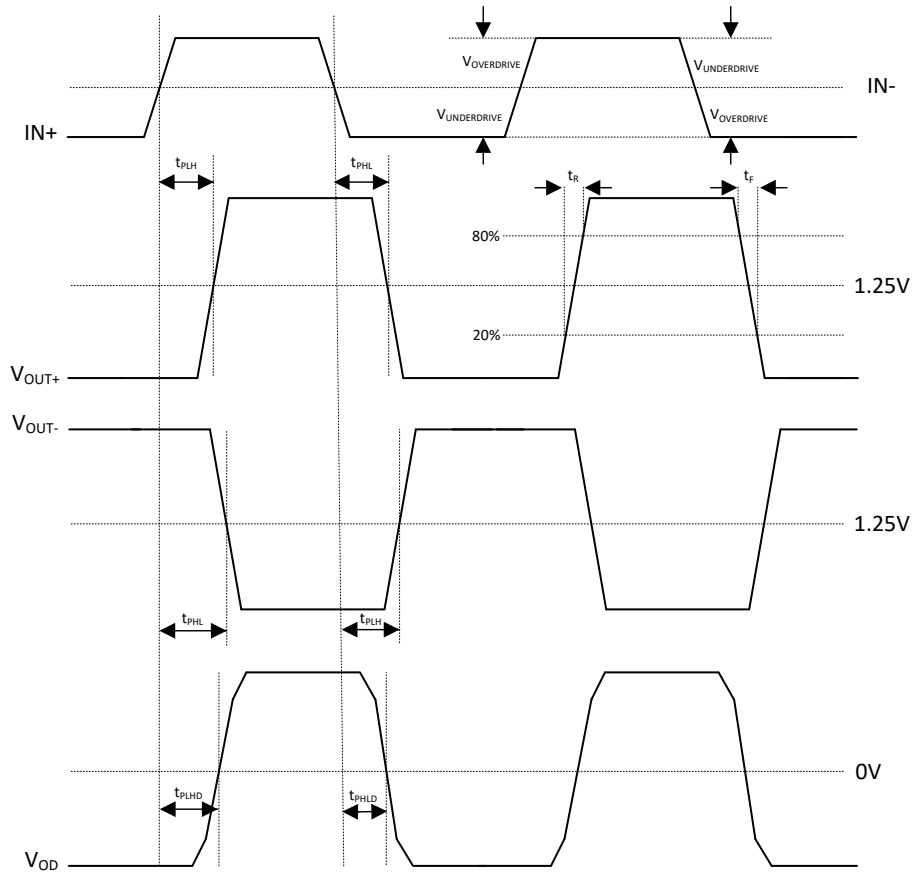 VOVERDRIVE
VUNDERDRIVE
IN-
VUNDERDRIVE
VOVERDRIVE
IN+
tPLH
tPHL
tR
tF
80%
1.25V
20%
VOUT+
VOUT-
1.25V
tPHL
tPLH
0V
tPLHD
tPHLD
VOD